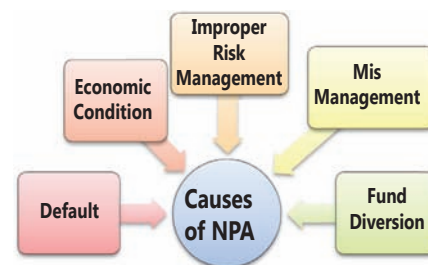 Improper
Risk
Management
Economic
Condition
Mis
Management
Default
Causes
of NPA
Fund
Diversion